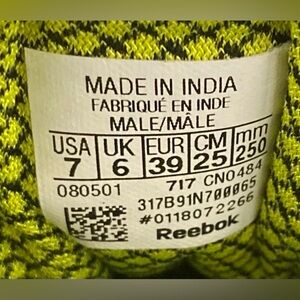 MADE IN INDIA
FABRIQUÉ EN INDE
MALE/MÂLE
USA UK EUR CM mm
7 6 39 25 250
080501 717 CN0484
317B91N700065
#0118072266
Reebok